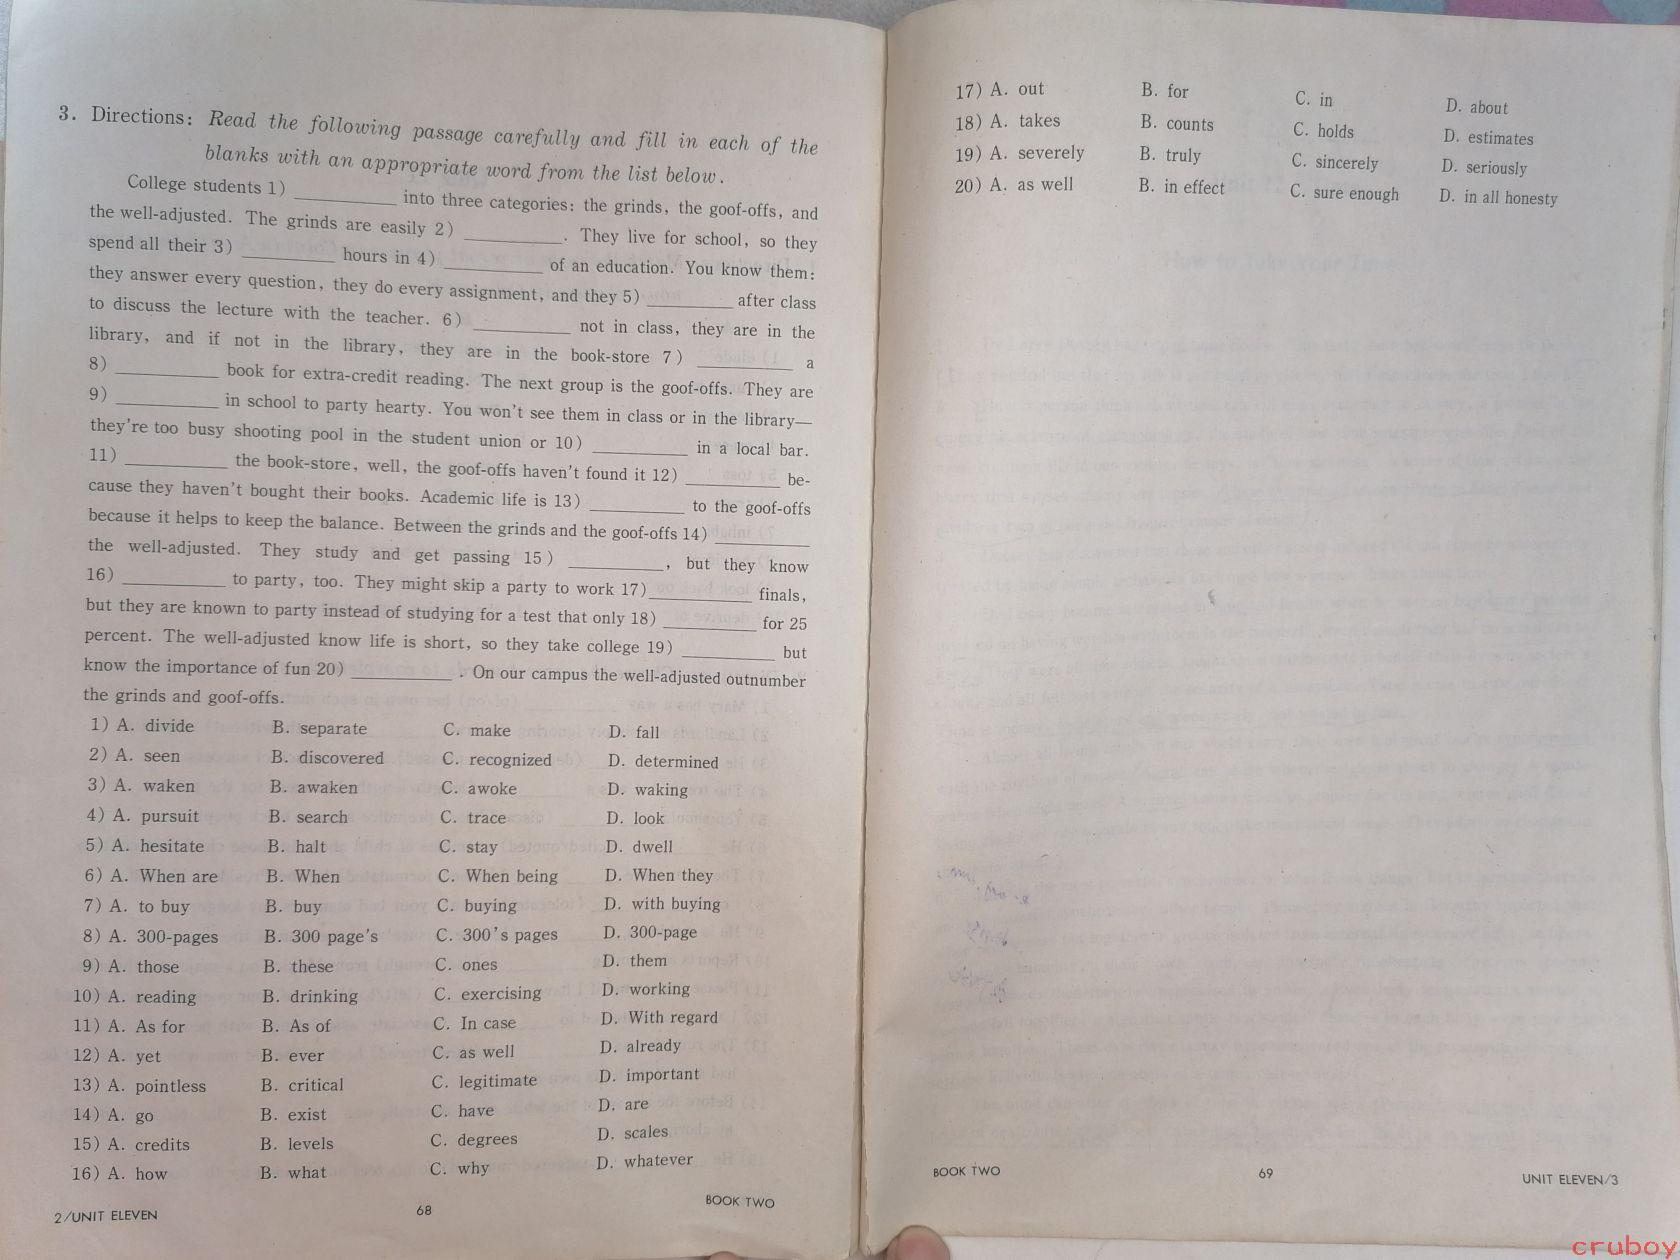 3. Directions: Read the following passage carefully and fill in each of the
blanks with an appropriate word from the list below.
College students 1) __________ into three categories: the grinds, the goof-offs, and
the well-adjusted. The grinds are easily 2) __________. They live for school, so they
spend all their 3) __________ hours in 4) __________ of an education. You know them:
they answer every question, they do every assignment, and they 5) __________ after class
to discuss the lecture with the teacher. 6) __________ not in class, they are in the
library, and if not in the library, they are in the book-store 7) __________ a
8) __________ book for extra-credit reading. The next group is the goof-offs. They are
9) __________ in school to party hearty. You won't see them in class or in the library—
they're too busy shooting pool in the student union or 10) __________ in a local bar.
11) __________ the book-store, well, the goof-offs haven't found it 12) __________ be-
cause they haven't bought their books. Academic life is 13) __________ to the goof-offs
because it helps to keep the balance. Between the grinds and the goof-offs 14) __________
the well-adjusted. They study and get passing 15) __________, but they know
16) __________ to party, too. They might skip a party to work 17) __________ finals,
but they are known to party instead of studying for a test that only 18) __________ for 25
percent. The well-adjusted know life is short, so they take college 19) __________ but
know the importance of fun 20) __________. On our campus the well-adjusted outnumber
the grinds and goof-offs.
1) A. divide B. separate C. make D. fall
2) A. seen B. discovered C. recognized D. determined
3) A. waken B. awaken C. awoke D. waking
4) A. pursuit B. search C. trace D. look
5) A. hesitate B. halt C. stay D. dwell
6) A. When are B. When C. When being D. When they
7) A. to buy B. buy C. buying D. with buying
8) A. 300-pages B. 300 page's C. 300's pages D. 300-page
9) A. those B. these C. ones D. them
10) A. reading B. drinking C. exercising D. working
11) A. As for B. As of C. In case D. With regard
12) A. yet B. ever C. as well D. already
13) A. pointless B. critical C. legitimate D. important
14) A. go B. exist C. have D. are
15) A. credits B. levels C. degrees D. scales
16) A. how B. what C. why D. whatever
2/UNIT ELEVEN 68 BOOK TWO
17) A. out B. for C. in D. about
18) A. takes B. counts C. holds D. estimates
19) A. severely B. truly C. sincerely D. seriously
20) A. as well B. in effect C. sure enough D. in all honesty
BOOK TWO 69 UNIT ELEVEN/3
cruboy